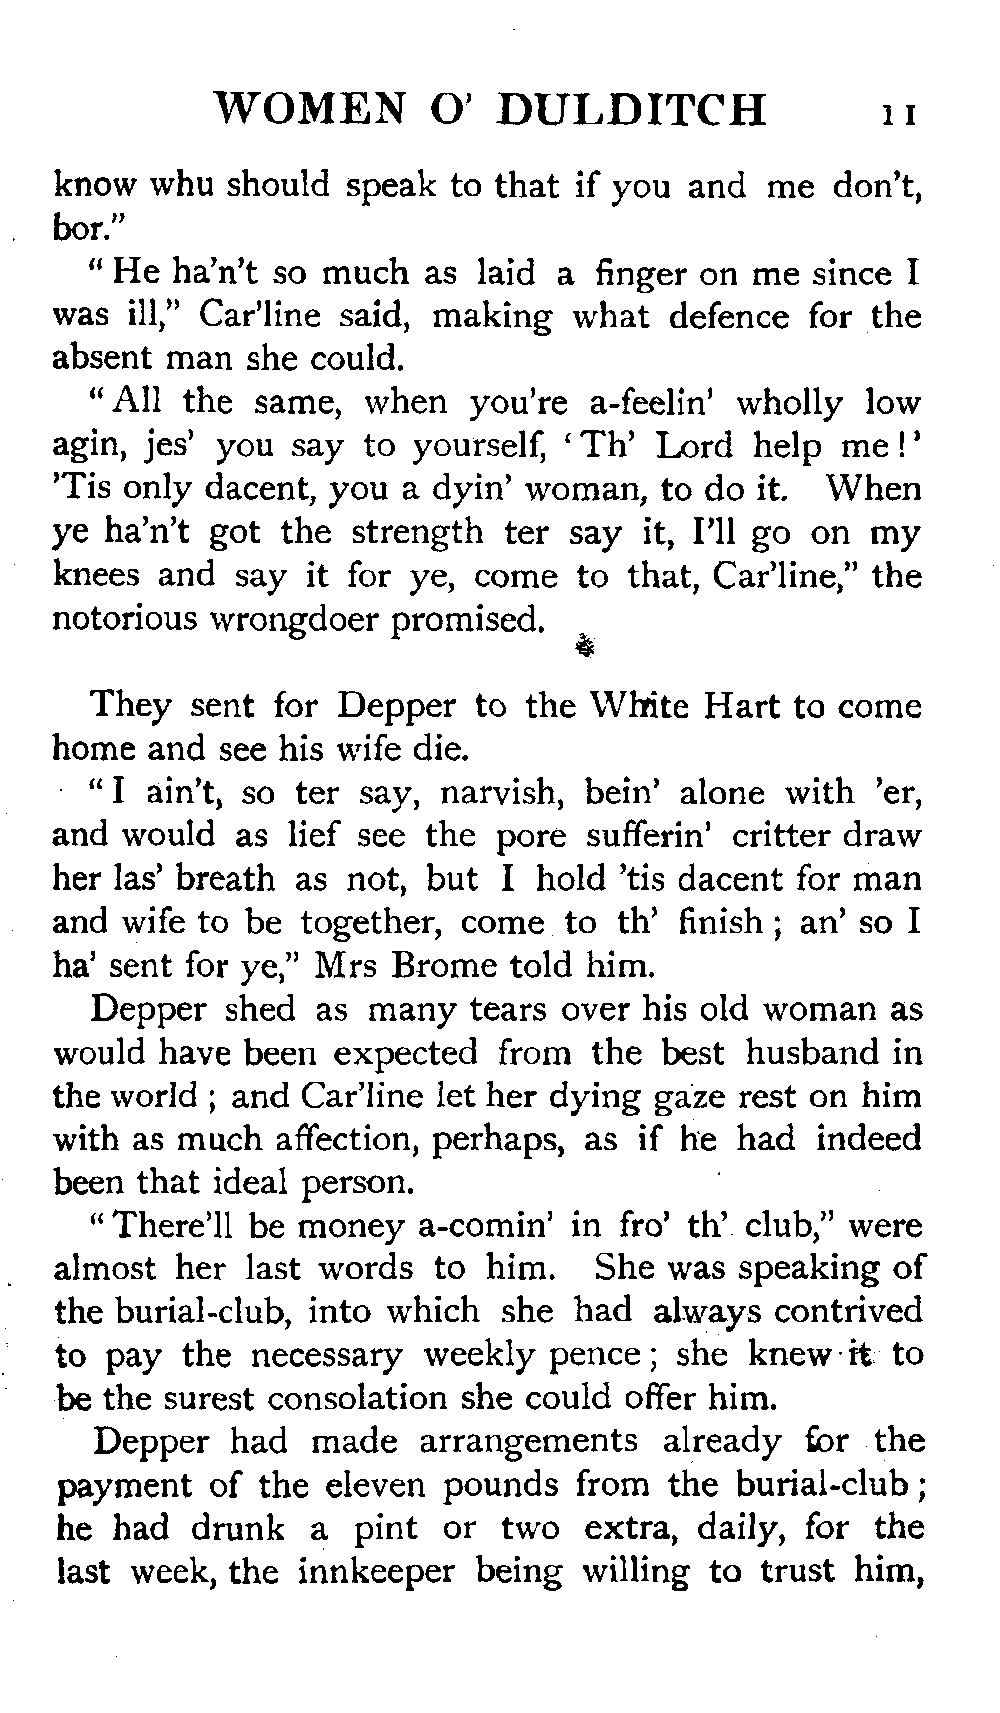 WOMEN O' DULDITCH 11
know whu should speak to that if you and me don't,
bor."
"He ha'n't so much as laid a finger on me since I
was ill," Car'line said, making what defence for the
absent man she could.
"All the same, when you're a-feelin' wholly low
agin, jes' you say to yourself, 'Th' Lord help me!'
'Tis only dacent, you a dyin' woman, to do it. When
ye ha'n't got the strength ter say it, I'll go on my
knees and say it for ye, come to that, Car'line," the
notorious wrongdoer promised.
They sent for Depper to the White Hart to come
home and see his wife die.
"I ain't, so ter say, narvish, bein' alone with 'er,
and would as lief see the pore sufferin' critter draw
her las' breath as not, but I hold 'tis dacent for man
and wife to be together, come to th' finish; an' so I
ha' sent for ye," Mrs Brome told him.
Depper shed as many tears over his old woman as
would have been expected from the best husband in
the world; and Car'line let her dying gaze rest on him
with as much affection, perhaps, as if he had indeed
been that ideal person.
"There'll be money a-comin' in fro' th' club," were
almost her last words to him. She was speaking of
the burial-club, into which she had always contrived
to pay the necessary weekly pence; she knew it to
be the surest consolation she could offer him.
Depper had made arrangements already for the
payment of the eleven pounds from the burial-club;
he had drunk a pint or two extra, daily, for the
last week, the innkeeper being willing to trust him,